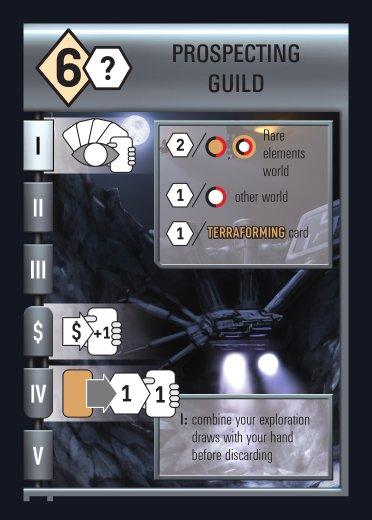 6 ?
PROSPECTING
GUILD
I
2 / , Rare
elements
world
II
1 / other world
1 / TERRAFORMING card
III
$ $ +1
IV 1 1
I: combine your exploration
draws with your hand
before discarding
V